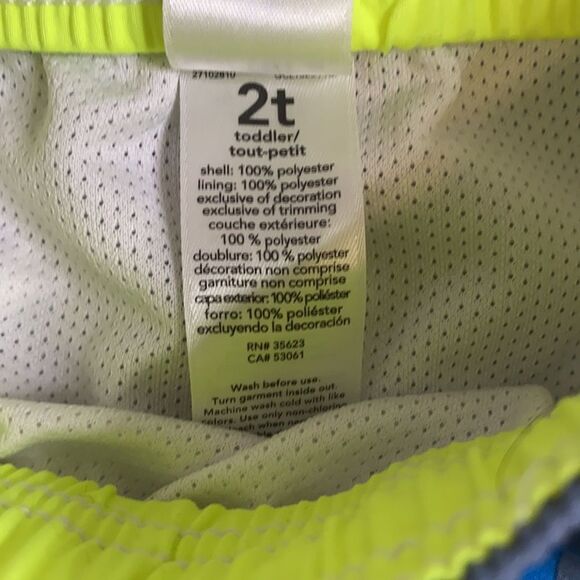 27102810
2t
toddler/
tout-petit
shell: 100% polyester
lining: 100% polyester
exclusive of decoration
exclusive of trimming
couche extérieure:
100 % polyester
doublure: 100 % polyester
décoration non comprise
garniture non comprise
capa exterior: 100% poliéster
forro: 100% poliéster
excluyendo la decoración
RN# 35623
CA# 53061
Wash before use.
Turn garment inside out.
Machine wash cold with like
colors. Use only non-chlorine
when